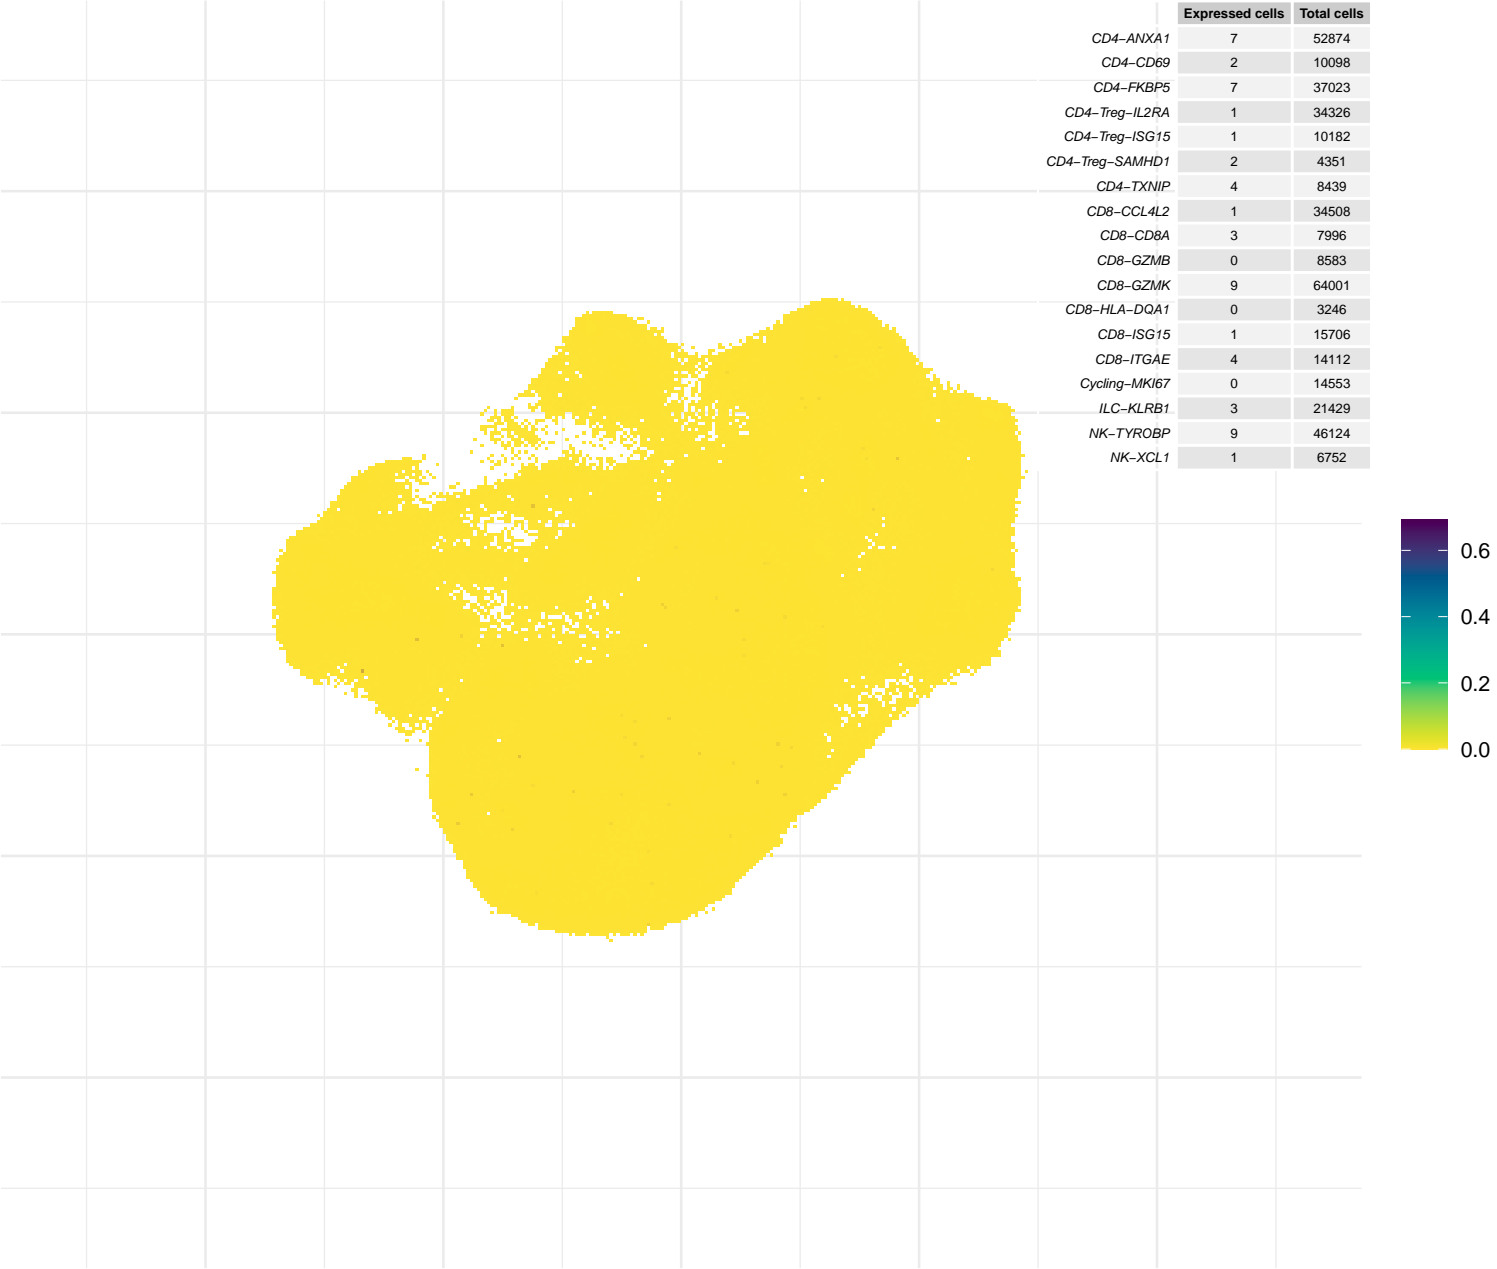 Expressed cells Total cells
CD4−ANXA1 7 52874
CD4−CD69 2 10098
CD4−FKBP5 7 37023
CD4−Treg−IL2RA 1 34326
CD4−Treg−ISG15 1 10182
CD4−Treg−SAMHD1 2 4351
CD4−TXNIP 4 8439
CD8−CCL4L2 1 34508
CD8−CD8A 3 7996
CD8−GZMB 0 8583
CD8−GZMK 9 64001
CD8−HLA−DQA1 0 3246
CD8−ISG15 1 15706
CD8−ITGAE 4 14112
Cycling−MKI67 0 14553
ILC−KLRB1 3 21429
NK−TYROBP 9 46124
NK−XCL1 1 6752
0.6
0.4
0.2
0.0